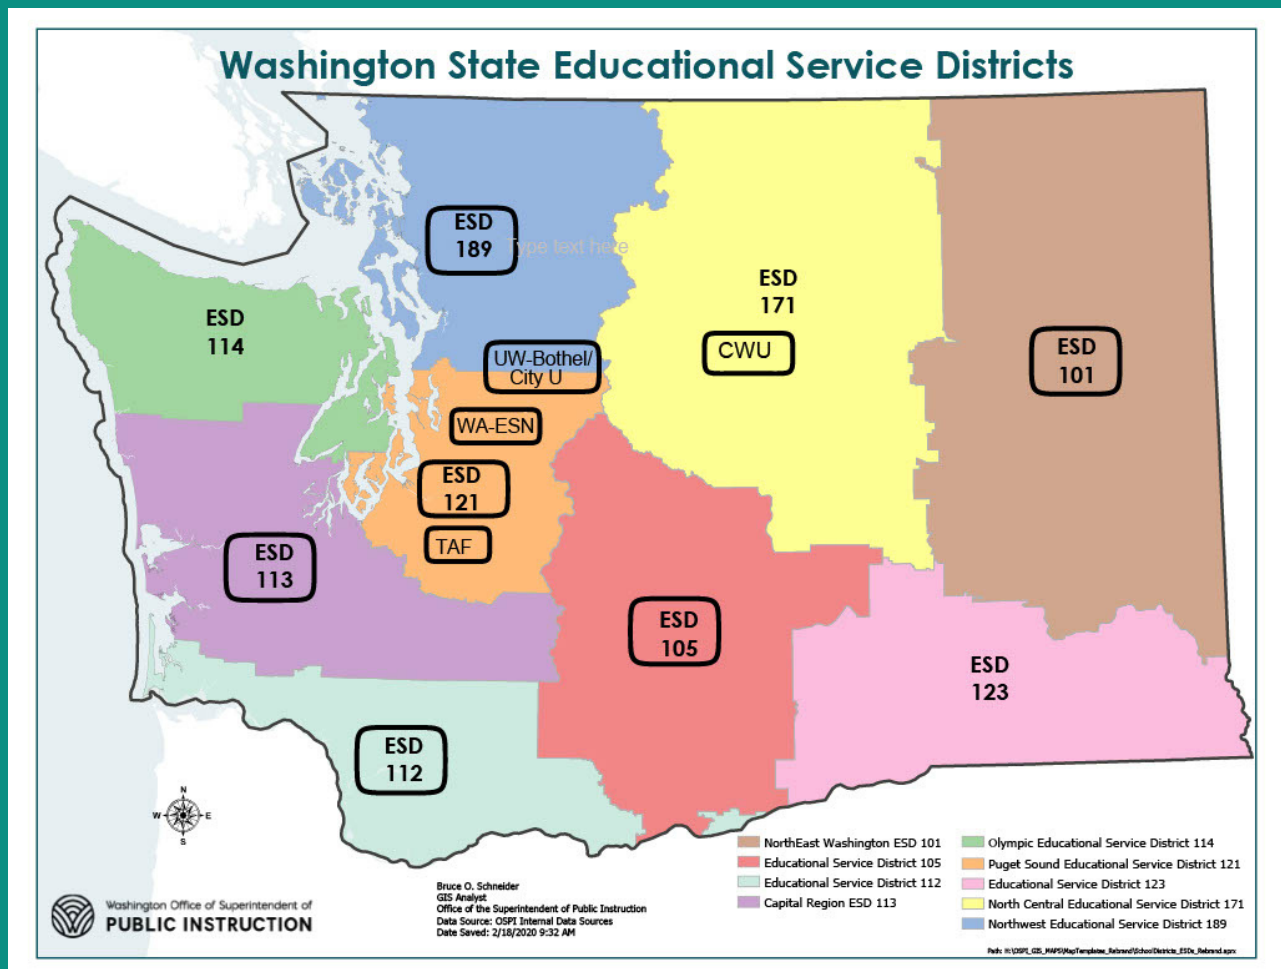 Washington State Educational Service Districts
ESD
189
Type text here
ESD
171
ESD
114
UW-Bothel/
City U
CWU
ESD
101
WA-ESN
ESD
121
TAF
ESD
113
ESD
105
ESD
123
ESD
112
N
W
E
S
NorthEast Washington ESD 101
Educational Service District 105
Educational Service District 112
Capital Region ESD 113
Olympic Educational Service District 114
Puget Sound Educational Service District 121
Educational Service District 123
North Central Educational Service District 171
Northwest Educational Service District 189
Washington Office of Superintendent of
PUBLIC INSTRUCTION
Bruce O. Schneider
GIS Analyst
Office of the Superintendent of Public Instruction
Data Source: OSPI Internal Data Sources
Date Saved: 2/18/2020 9:32 AM
Path: H:\OSPI_GIS_MAPS\MapTemplates_Rebrand\SchoolDistricts_ESDs_Rebrand.aprx